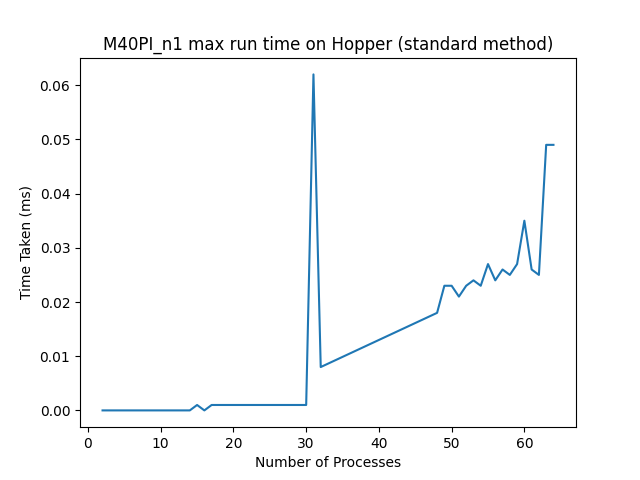 M40PI_n1 max run time on Hopper (standard method)
0.06
0.05
0.04
0.03
0.02
0.01
0.00
Time Taken (ms)
0 10 20 30 40 50 60
Number of Processes